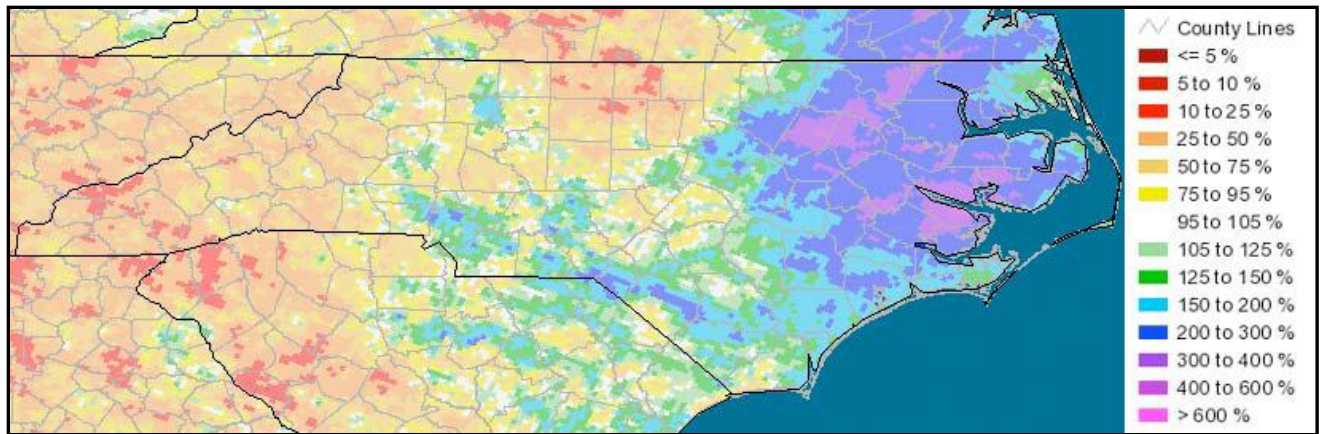 County Lines
<= 5 %
5 to 10 %
10 to 25 %
25 to 50 %
50 to 75 %
75 to 95 %
95 to 105 %
105 to 125 %
125 to 150 %
150 to 200 %
200 to 300 %
300 to 400 %
400 to 600 %
> 600 %